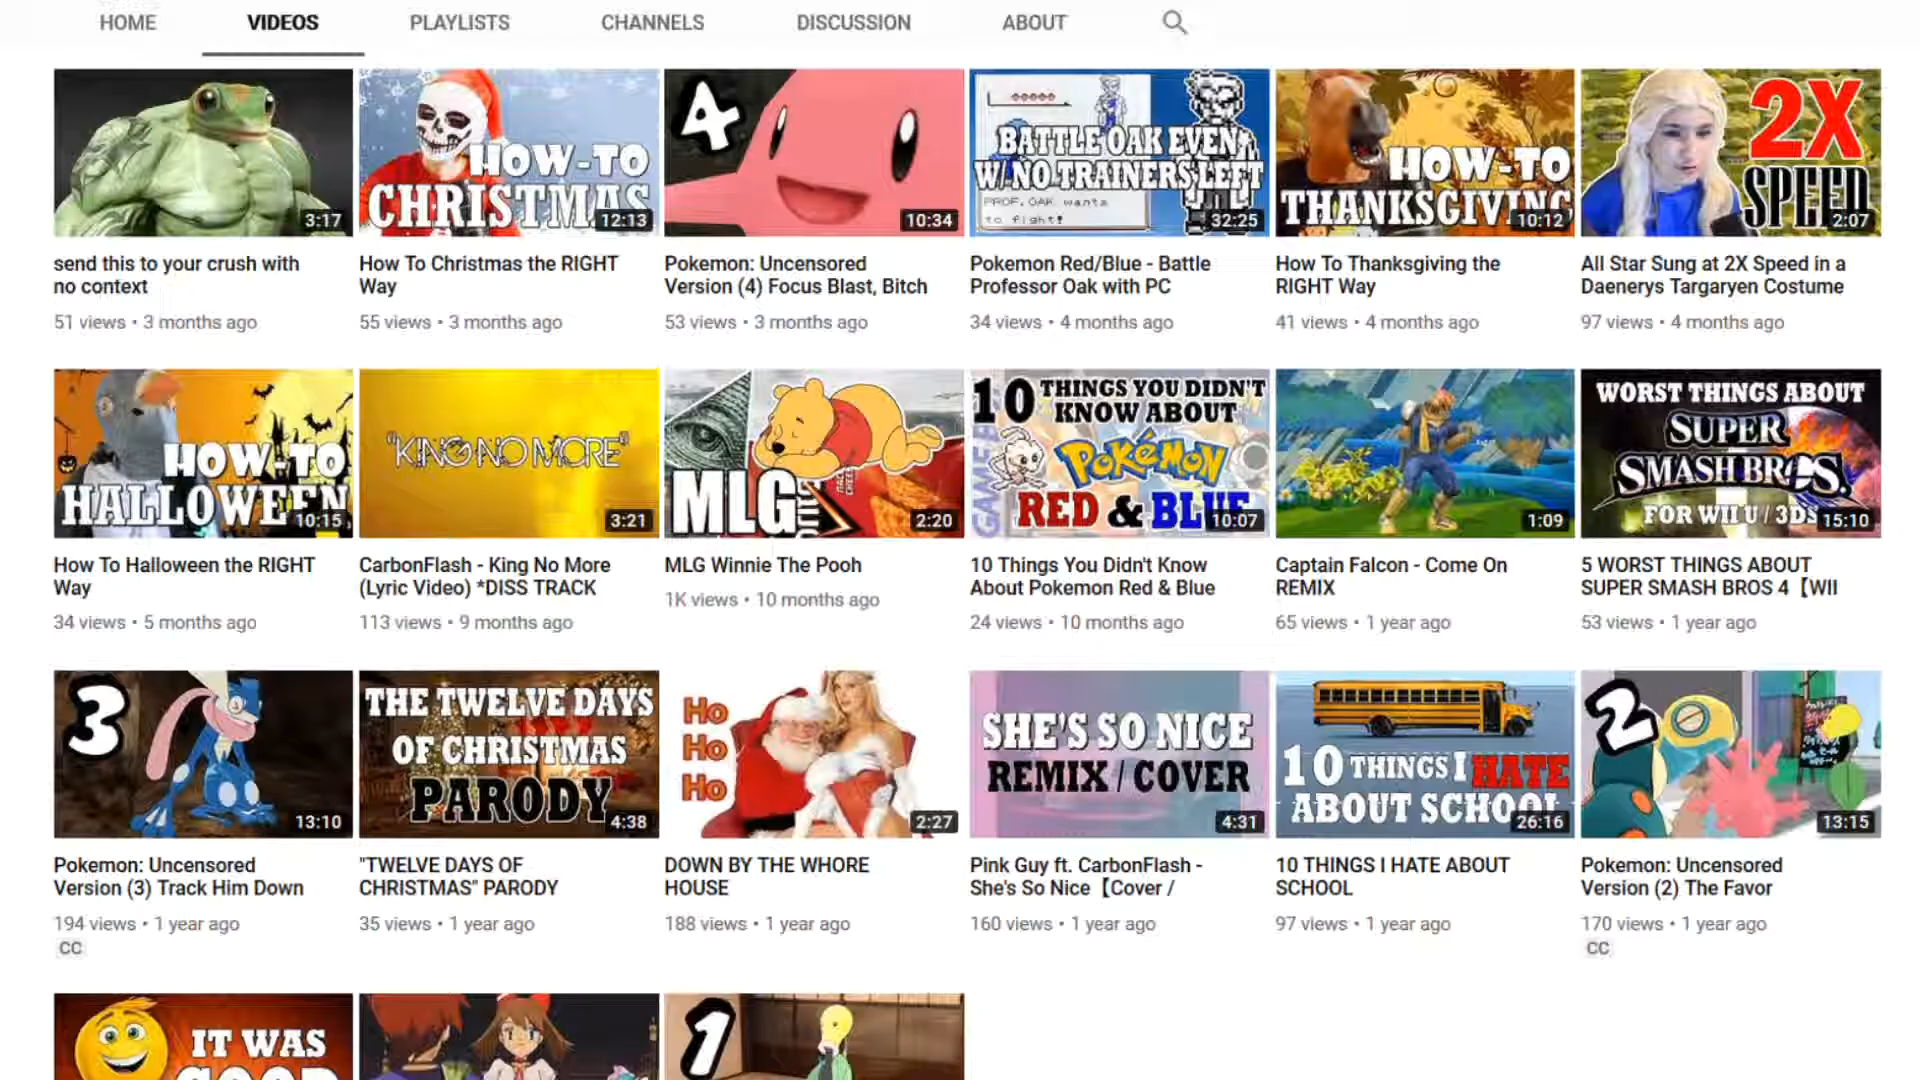 HOME VIDEOS PLAYLISTS CHANNELS DISCUSSION ABOUT
3:17
HOW-TO
CHRISTMAS
12:13
4
10:34
BATTLE OAK EVEN
W/ NO TRAINERS LEFT
PROF. OAK wants
to fight!
32:25
HOW-TO
THANKSGIVING
10:12
2X
SPEED
2:07
send this to your crush with
no context
51 views • 3 months ago
How To Christmas the RIGHT
Way
55 views • 3 months ago
Pokemon: Uncensored
Version (4) Focus Blast, Bitch
53 views • 3 months ago
Pokemon Red/Blue - Battle
Professor Oak with PC
34 views • 4 months ago
How To Thanksgiving the
RIGHT Way
41 views • 4 months ago
All Star Sung at 2X Speed in a
Daenerys Targaryen Costume
97 views • 4 months ago
HOW-TO
HALLOWEEN
10:15
"KING NO MORE"
3:21
MLG
2:20
10 THINGS YOU DIDN'T
KNOW ABOUT
POKéMON
RED & BLUE
10:07
1:09
WORST THINGS ABOUT
SUPER
SMASH BROS.
FOR WII U / 3DS
15:10
How To Halloween the RIGHT
Way
34 views • 5 months ago
CarbonFlash - King No More
(Lyric Video) *DISS TRACK
113 views • 9 months ago
MLG Winnie The Pooh
1K views • 10 months ago
10 Things You Didn't Know
About Pokemon Red & Blue
24 views • 10 months ago
Captain Falcon - Come On
REMIX
65 views • 1 year ago
5 WORST THINGS ABOUT
SUPER SMASH BROS 4【WII
53 views • 1 year ago
3
13:10
THE TWELVE DAYS
OF CHRISTMAS
PARODY
4:38
Ho
Ho
Ho
2:27
SHE'S SO NICE
REMIX / COVER
4:31
10 THINGS I HATE
ABOUT SCHOOL
26:16
2
13:15
Pokemon: Uncensored
Version (3) Track Him Down
194 views • 1 year ago
CC
"TWELVE DAYS OF
CHRISTMAS" PARODY
35 views • 1 year ago
DOWN BY THE WHORE
HOUSE
188 views • 1 year ago
Pink Guy ft. CarbonFlash -
She's So Nice【Cover /
160 views • 1 year ago
10 THINGS I HATE ABOUT
SCHOOL
97 views • 1 year ago
Pokemon: Uncensored
Version (2) The Favor
170 views • 1 year ago
CC
IT WAS
1